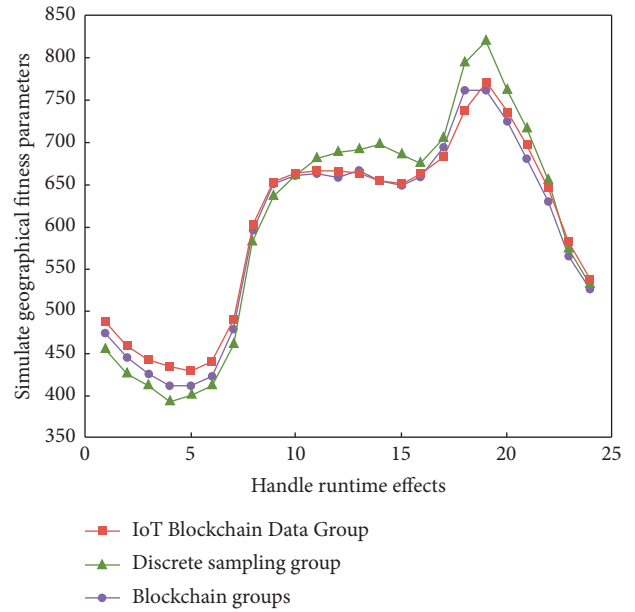 850
800
750
700
650
600
550
500
450
400
350
Simulate geographical fitness parameters
0 5 10 15 20 25
Handle runtime effects
IoT Blockchain Data Group
Discrete sampling group
Blockchain groups